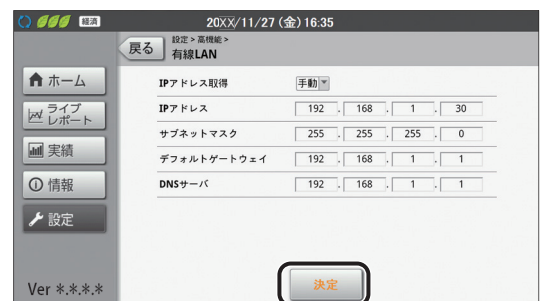 経済 20XX/11/27 (金) 16:35
戻る
設定 > 高機能 >
有線LAN
ホーム
ライブ
レポート
実績
情報
設定
Ver *.*.*.*
IPアドレス取得 手動
IPアドレス 192 . 168 . 1 . 30
サブネットマスク 255 . 255 . 255 . 0
デフォルトゲートウェイ 192 . 168 . 1 . 1
DNSサーバ 192 . 168 . 1 . 1
決定